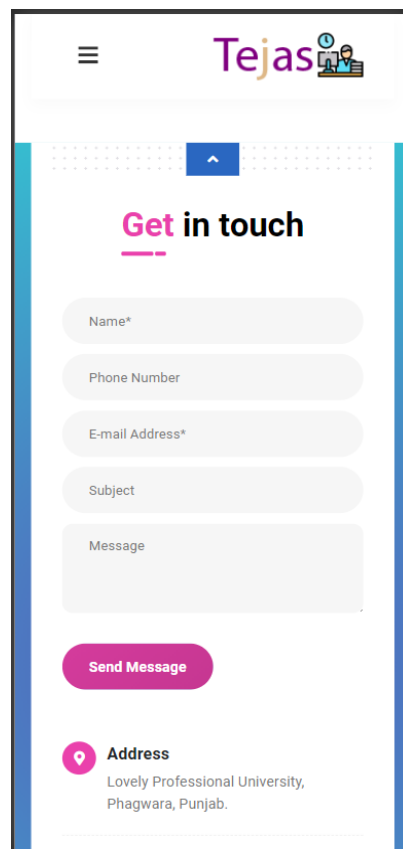 Tejas
Get in touch
Name*
Phone Number
E-mail Address*
Subject
Message
Send Message
Address
Lovely Professional University,
Phagwara, Punjab.